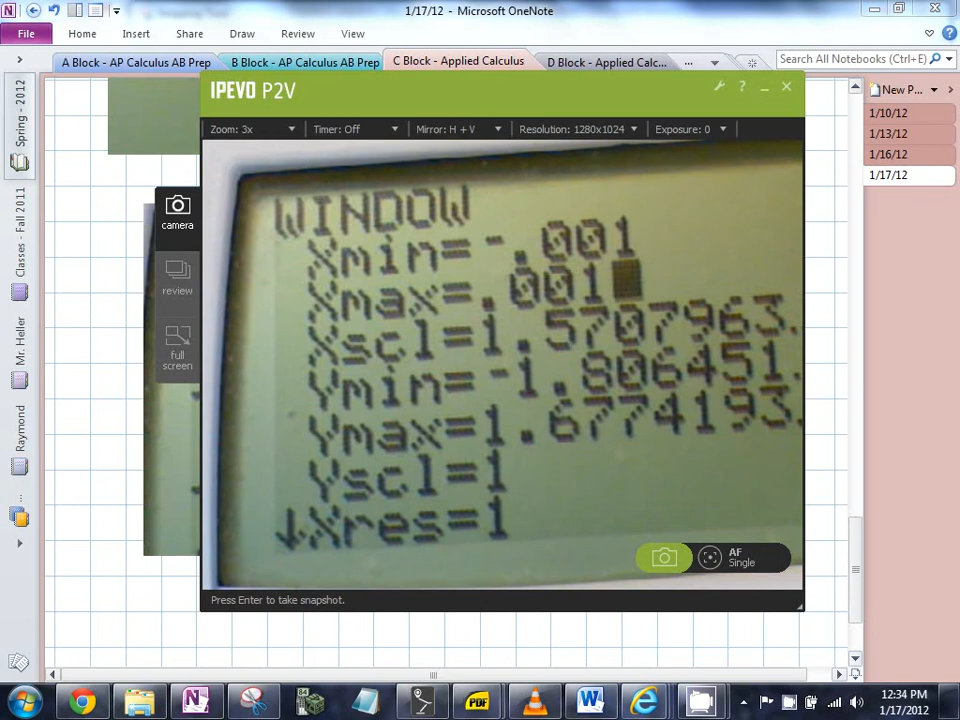 1/17/12 - Microsoft OneNote
File Home Insert Share Draw Review View
A Block - AP Calculus AB Prep
B Block - AP Calculus AB Prep
C Block - Applied Calculus
D Block - Applied Calc...
...
Search All Notebooks (Ctrl+E)
New P...
1/10/12
1/13/12
1/16/12
1/17/12
Spring - 2012
Classes - Fall 2011
Mr. Heller
Raymond
...
IPEVO P2V
Zoom: 3x Timer: Off Mirror: H + V Resolution: 1280x1024 Exposure: 0
camera
review
full
screen
WINDOW
Xmin=-.001
Xmax=.001
Xscl=1.5707963.
Ymin=-1.806451.
Ymax=1.6774193.
Yscl=1
↓Xres=1
AF
Single
Press Enter to take snapshot.
84
PDF
12:34 PM
1/17/2012